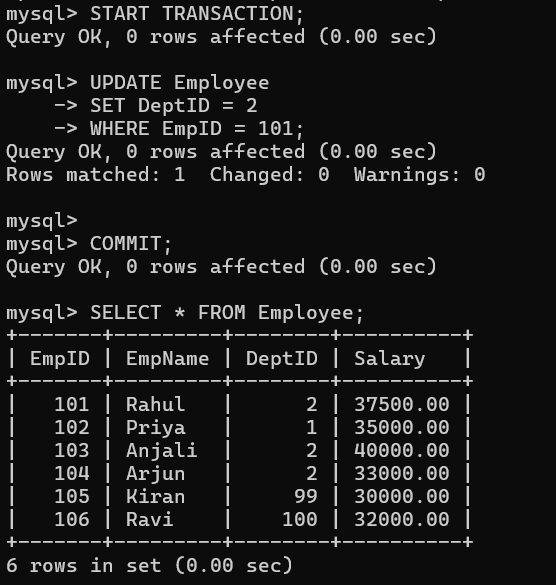 mysql> START TRANSACTION;
Query OK, 0 rows affected (0.00 sec)

mysql> UPDATE Employee
    -> SET DeptID = 2
    -> WHERE EmpID = 101;
Query OK, 0 rows affected (0.00 sec)
Rows matched: 1  Changed: 0  Warnings: 0

mysql>
mysql> COMMIT;
Query OK, 0 rows affected (0.00 sec)

mysql> SELECT * FROM Employee;
+-------+---------+--------+----------+
| EmpID | EmpName | DeptID | Salary   |
+-------+---------+--------+----------+
|   101 | Rahul   |      2 | 37500.00 |
|   102 | Priya   |      1 | 35000.00 |
|   103 | Anjali  |      2 | 40000.00 |
|   104 | Arjun   |      2 | 33000.00 |
|   105 | Kiran   |     99 | 30000.00 |
|   106 | Ravi    |    100 | 32000.00 |
+-------+---------+--------+----------+
6 rows in set (0.00 sec)